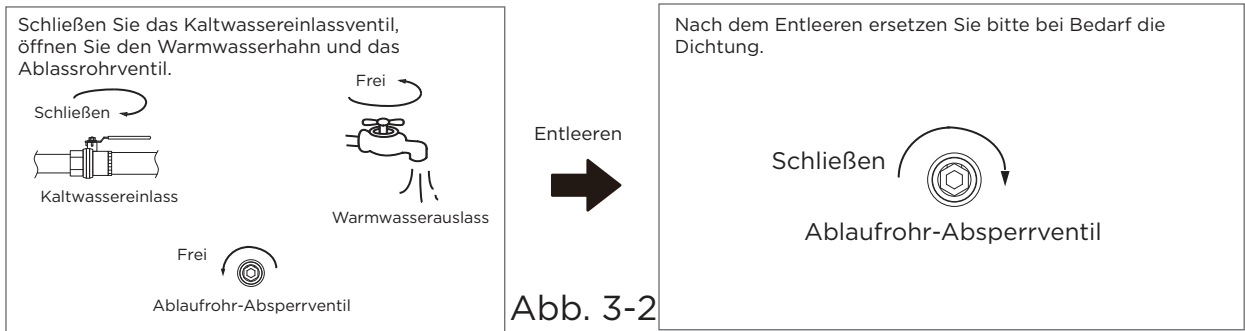 Schließen Sie das Kaltwassereinlassventil,
öffnen Sie den Warmwasserhahn und das
Ablassrohrventil.
Schließen
Frei
Kaltwassereinlass
Warmwasserauslass
Frei
Ablaufrohr-Absperrventil
Entleeren
Abb. 3-2
Nach dem Entleeren ersetzen Sie bitte bei Bedarf die
Dichtung.
Schließen
Ablaufrohr-Absperrventil